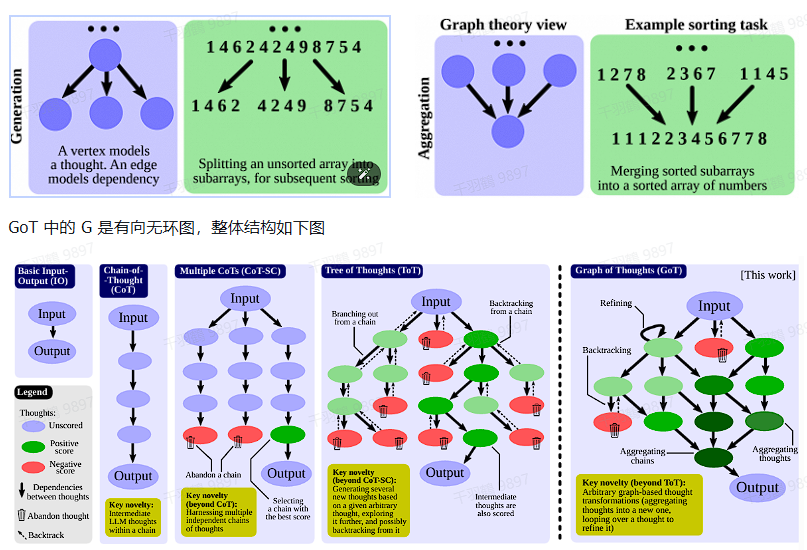 Generation
1 4 6 2 4 2 4 9 8 7 5 4
1 4 6 2
4 2 4 9
8 7 5 4
A vertex models
a thought. An edge
models dependency
Splitting an unsorted array into
subarrays, for subsequent sorting
Graph theory view
Example sorting task
Aggregation
1 2 7 8
2 3 6 7
1 1 4 5
1 1 1 2 2 3 4 5 6 7 7 8
Merging sorted subarrays
into a sorted array of numbers
GoT 中的 G 是有向无环图，整体结构如下图
Basic Input-
Output (IO)
Input
Output
Legend
Thoughts:
Unscored
Positive
score
Negative
score
Dependencies
between thoughts
Abandon thought
Backtrack
Chain-of-
-Thought
(CoT)
Input
Output
Key novelty:
Intermediate
LLM thoughts
within a chain
Multiple CoTs (CoT-SC)
Input
Abandon a chain
Output
Key novelty
(beyond CoT):
Harnessing multiple
independent chains
of thoughts
Selecting
a chain with
the best score
Tree of Thoughts (ToT)
Input
Branching out
from a chain
Backtracking
from a chain
Output
Key novelty
(beyond CoT-SC):
Generating several
new thoughts based
on a given arbitrary
thought, exploring
it further, and possibly
backtracking from it
Intermediate
thoughts are
also scored
Graph of Thoughts (GoT)
[This work]
Refining
Input
Backtracking
Aggregating
chains
Aggregating
thoughts
Output
Key novelty (beyond ToT):
Arbitrary graph-based thought
transformations (aggregating
thoughts into a new one,
looping over a thought to
refine it)